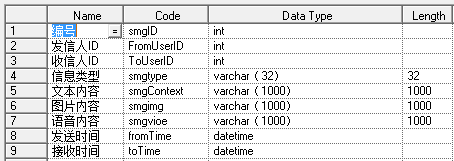 Name Code Data Type Length
1 编号 = smgID int
2 发信人ID FromUserID int
3 收信人ID ToUserID int
4 信息类型 smgtype varchar（32） 32
5 文本内容 smgContext varchar（1000） 1000
6 图片内容 smgimg varchar（1000） 1000
7 语音内容 smgvioe varchar（1000） 1000
8 发送时间 fromTime datetime
9 接收时间 toTime datetime